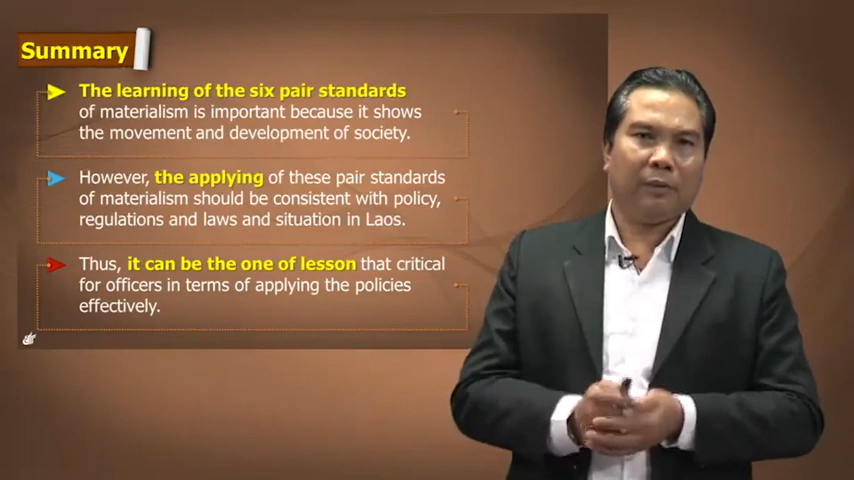 Summary
The learning of the six pair standards
of materialism is important because it shows
the movement and development of society.
However, the applying of these pair standards
of materialism should be consistent with policy,
regulations and laws and situation in Laos.
Thus, it can be the one of lesson that critical
for officers in terms of applying the policies
effectively.